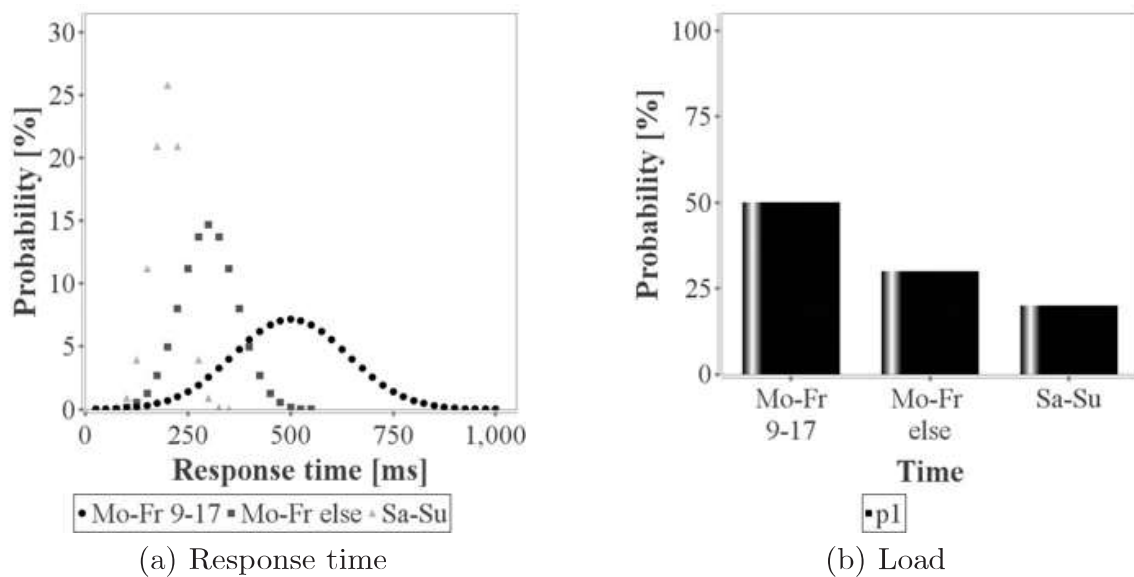 30
25
20
15
10
5
0
Probability [%]
0 250 500 750 1,000
Response time [ms]
Mo-Fr 9-17 Mo-Fr else Sa-Su
(a) Response time
100
75
50
25
0
Probability [%]
Mo-Fr 9-17
Mo-Fr else
Sa-Su
Time
p1
(b) Load